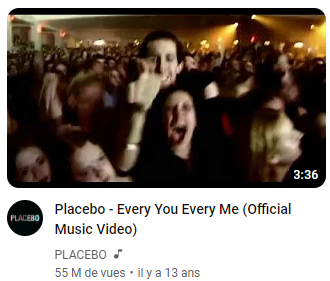 3:36
PLACEBO
Placebo - Every You Every Me (Official
Music Video)
PLACEBO
55 M de vues • il y a 13 ans